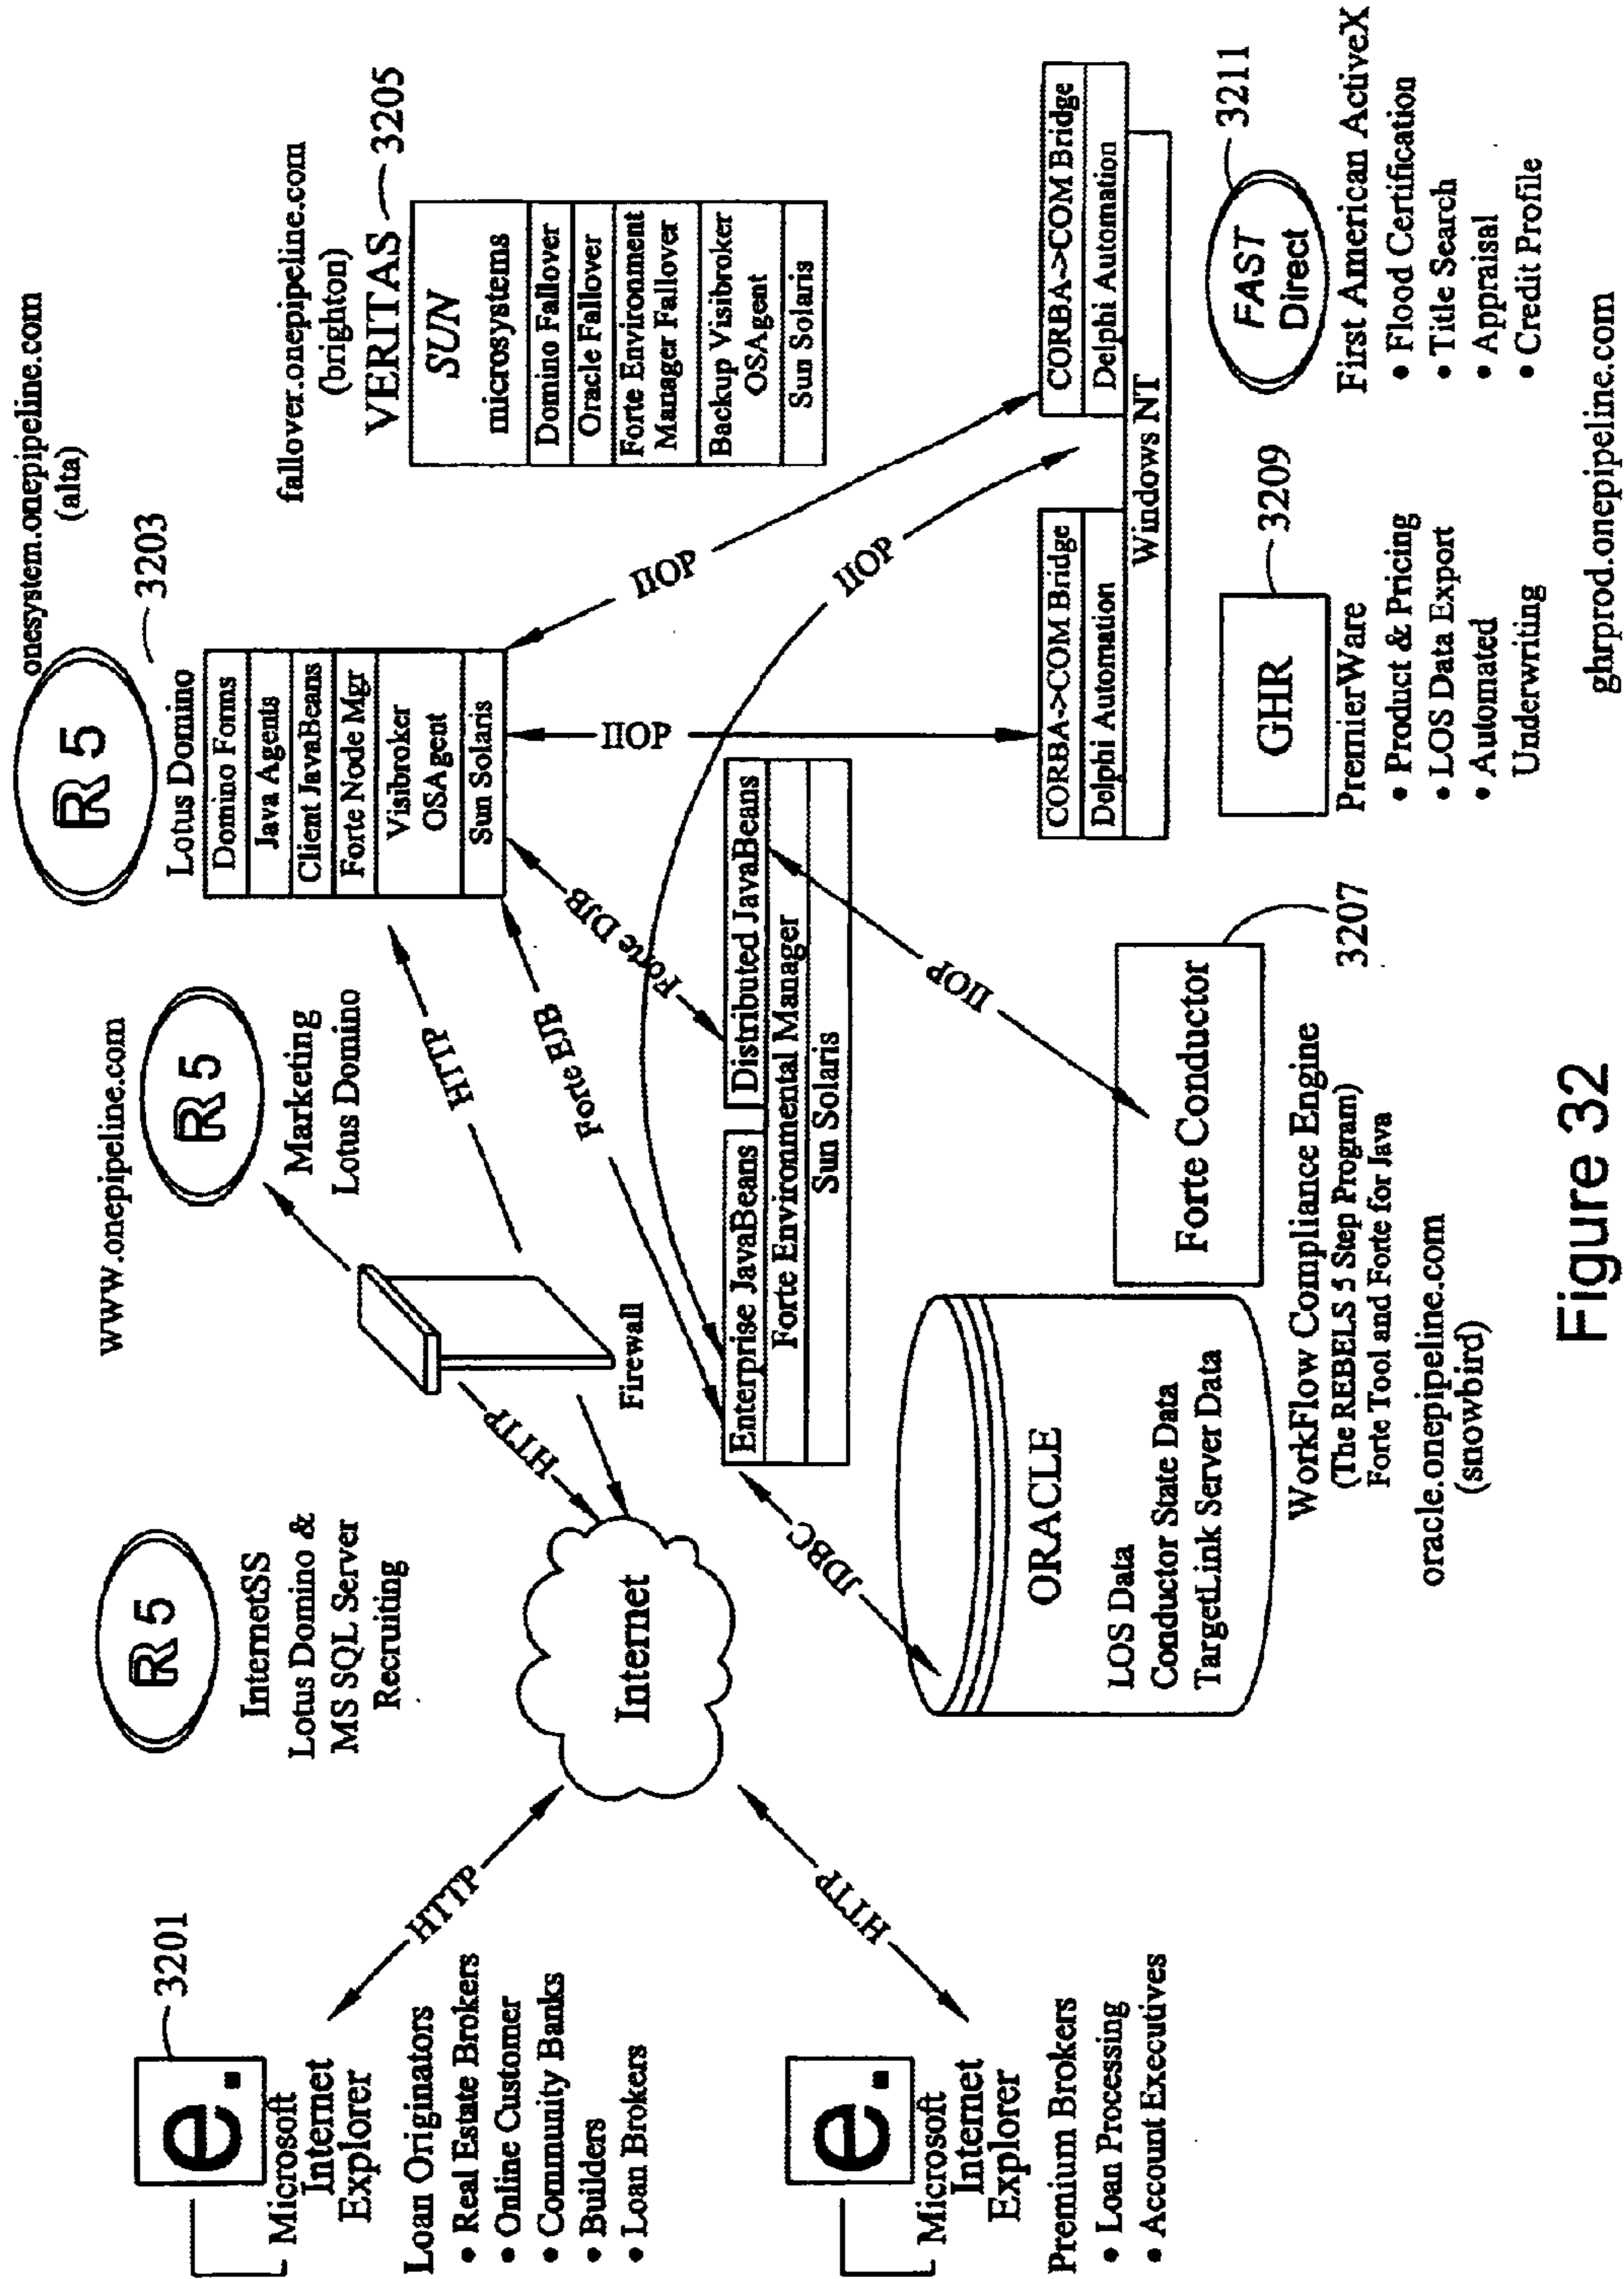 3201
e.
Microsoft
Internet
Explorer
Loan Originators
• Real Estate Brokers
• Online Customer
• Community Banks
• Builders
• Loan Brokers
HTTP
e.
Microsoft
Internet
Explorer
Premium Brokers
• Loan Processing
• Account Executives
HTTP
R5
InternetSS
Lotus Domino &
MS SQL Server
Recruiting
Internet
HTTP
Firewall
www.onepipeline.com
R5
Marketing
Lotus Domino
HTTP
onesystem.onepipeline.com
(alta)
R5
3203
Lotus Domino
Domino Forms
Java Agents
Client JavaBeans
Forte Node Mgr
Visibroker
OSAgent
Sun Solaris
fallover.onepipeline.com
(brighton)
VERITAS
3205
SUN
microsystems
Domino Fallover
Oracle Fallover
Forte Environment
Manager Fallover
Backup Visibroker
OSAgent
Sun Solaris
Forte EJB
Forte DJB
IIOP
IIOP
IIOP
Enterprise JavaBeans
Distributed JavaBeans
Forte Environmental Manager
Sun Solaris
JDBC
IIOP
ORACLE
LOS Data
Conductor State Data
TargetLink Server Data
Forte Conductor
3207
WorkFlow Compliance Engine
(The REBELS 5 Step Program)
Forte Tool and Forte for Java
oracle.onepipeline.com
(snowbird)
CORBA->COM Bridge
Delphi Automation
CORBA->COM Bridge
Delphi Automation
Windows NT
GHR
3209
PremierWare
• Product & Pricing
• LOS Data Export
• Automated
Underwriting
FAST
Direct
3211
First American ActiveX
• Flood Certification
• Title Search
• Appraisal
• Credit Profile
ghrprod.onepipeline.com
Figure 32